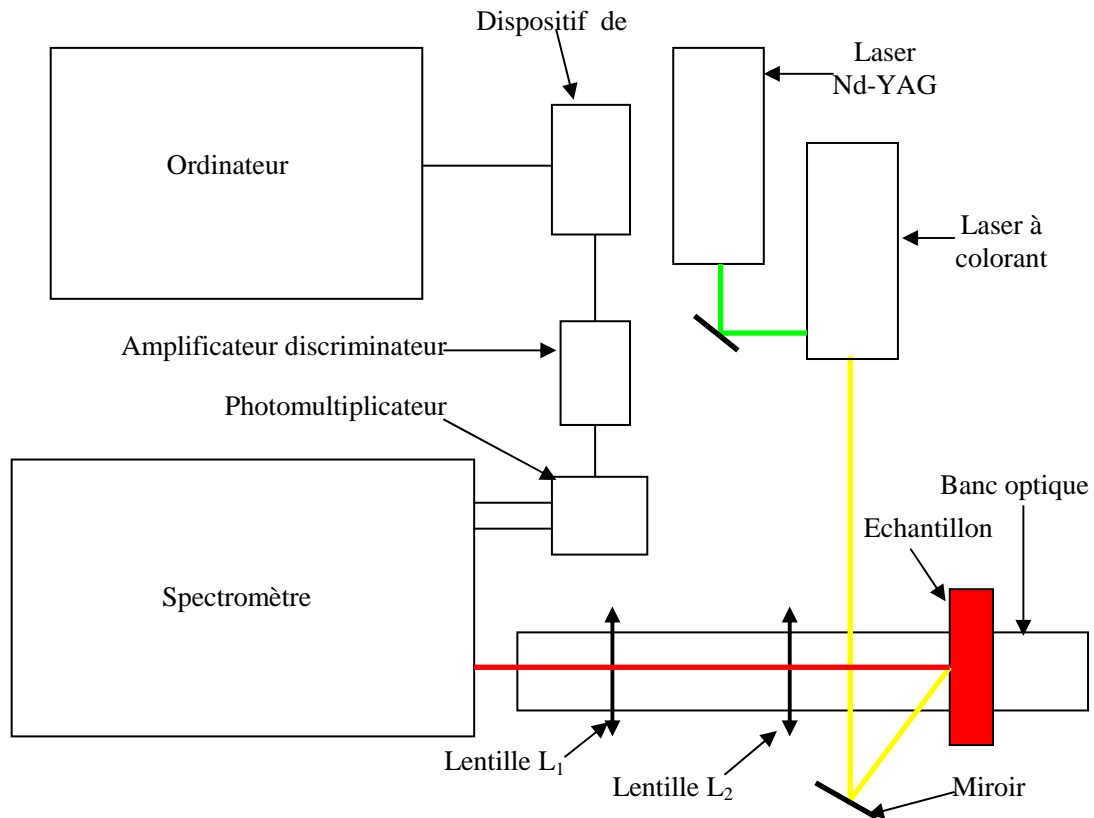 Dispositif de
Laser
Nd-YAG
Ordinateur
Laser à
colorant
Amplificateur discriminateur
Photomultiplicateur
Banc optique
Echantillon
Spectromètre
Lentille L₁
Lentille L₂
Miroir